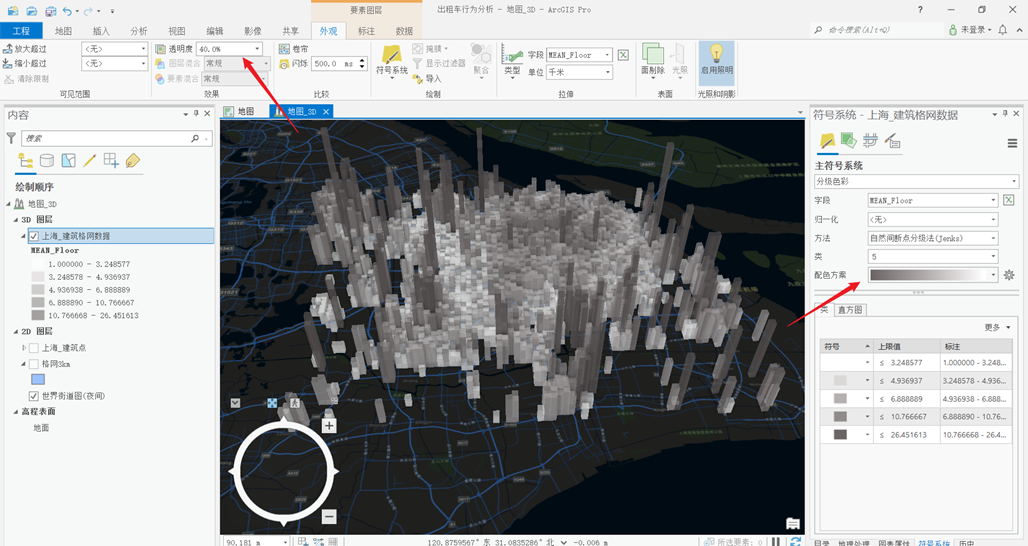 要素图层
出租车行为分析 - 地图_3D - ArcGIS Pro
工程 地图 插入 分析 视图 编辑 影像 共享 外观 标注 数据
命令搜索(Alt+Q)
未登录
放大超过 <无>
缩小超过 <无>
清除限制
可见范围
透明度 40.0%
图层混合 常规
要素混合 常规
效果
卷帘
闪烁 500.0 ms
比较
符号系统
掩膜
显示过滤器
导入
聚合
绘制
类型
字段 MEAN_Floor
单位 千米
拉伸
面剔除
光照
表面
启用照明
光照和阴影
内容
搜索
绘制顺序
地图_3D
3D 图层
上海_建筑格网数据
MEAN_Floor
1.000000 - 3.248577
3.248578 - 4.936937
4.936938 - 6.888889
6.888890 - 10.766667
10.766668 - 26.451613
2D 图层
上海_建筑点
格网3km
世界街道图(夜间)
高程表面
地面
地图
地图_3D
90.181 m
120.8759567° 东 31.0835286° 北
-0.006 m
所选要素: 0
符号系统 - 上海_建筑格网数据
主符号系统
分级色彩
字段 MEAN_Floor
归一化 <无>
方法 自然间断点分级法(Jenks)
类 5
配色方案
类 直方图
更多
符号 上限值 标注
≤ 3.248577 1.000000 - 3.248...
≤ 4.936937 3.248578 - 4.936...
≤ 6.888889 4.936938 - 6.888...
≤ 10.766667 6.888890 - 10.76...
≤ 26.451613 10.766668 - 26.4...
目录 地理处理 图表属性 符号系统 历史